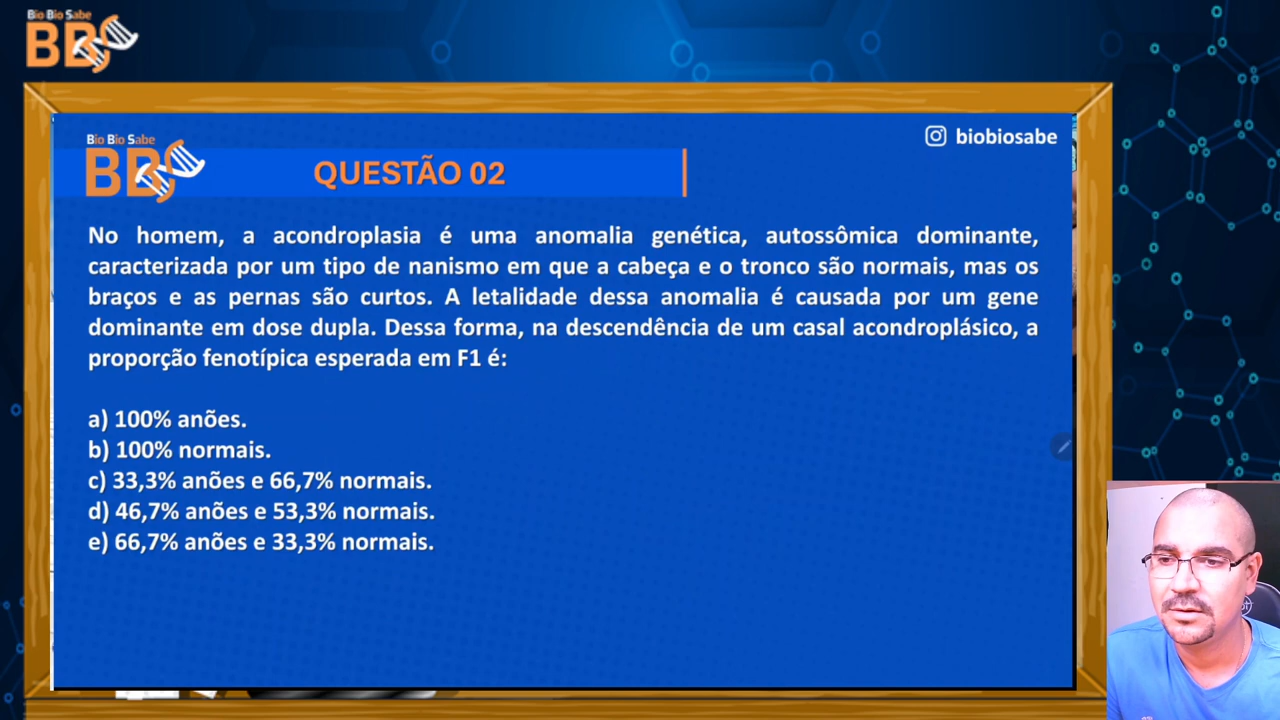 Bio Bio Sabe
BBS
biobiosabe
Bio Bio Sabe
BBS
QUESTÃO 02
No homem, a acondroplasia é uma anomalia genética, autossômica dominante,
caracterizada por um tipo de nanismo em que a cabeça e o tronco são normais, mas os
braços e as pernas são curtos. A letalidade dessa anomalia é causada por um gene
dominante em dose dupla. Dessa forma, na descendência de um casal acondroplásico, a
proporção fenotípica esperada em F1 é:
a) 100% anões.
b) 100% normais.
c) 33,3% anões e 66,7% normais.
d) 46,7% anões e 53,3% normais.
e) 66,7% anões e 33,3% normais.